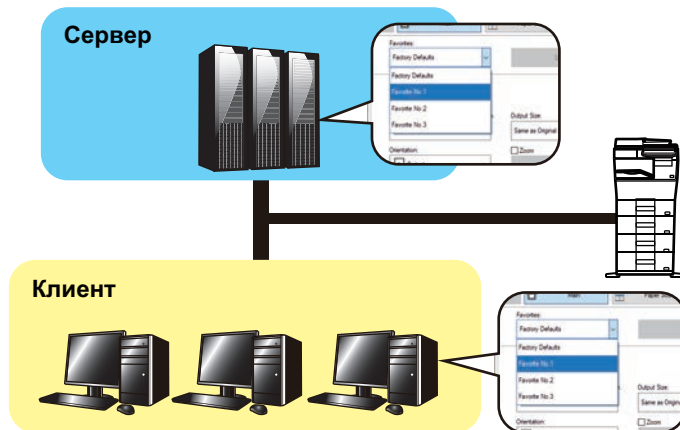 Сервер
Favorites:
Factory Defaults
Factory Defaults
Favorite No.1
Favorite No.2
Favorite No.3
Output Size:
Same as Original
Orientation:
Zoom
Клиент
Main
Paper
Favorites:
Factory Defaults
Factory Defaults
Favorite No.1
Favorite No.2
Favorite No.3
Output Size:
Same as Origin
Orientation:
Zoom